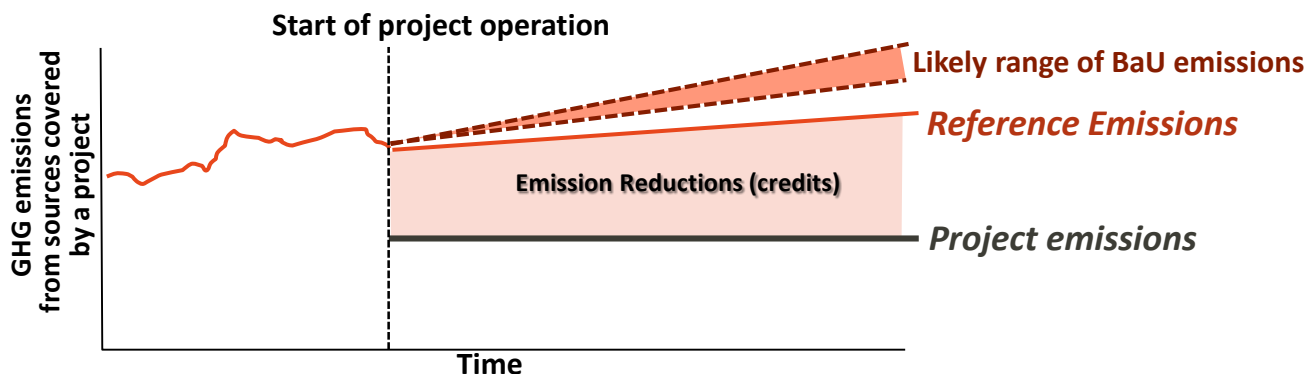 Start of project operation
GHG emissions
from sources covered
by a project
Likely range of BaU emissions
Reference Emissions
Emission Reductions (credits)
Project emissions
Time